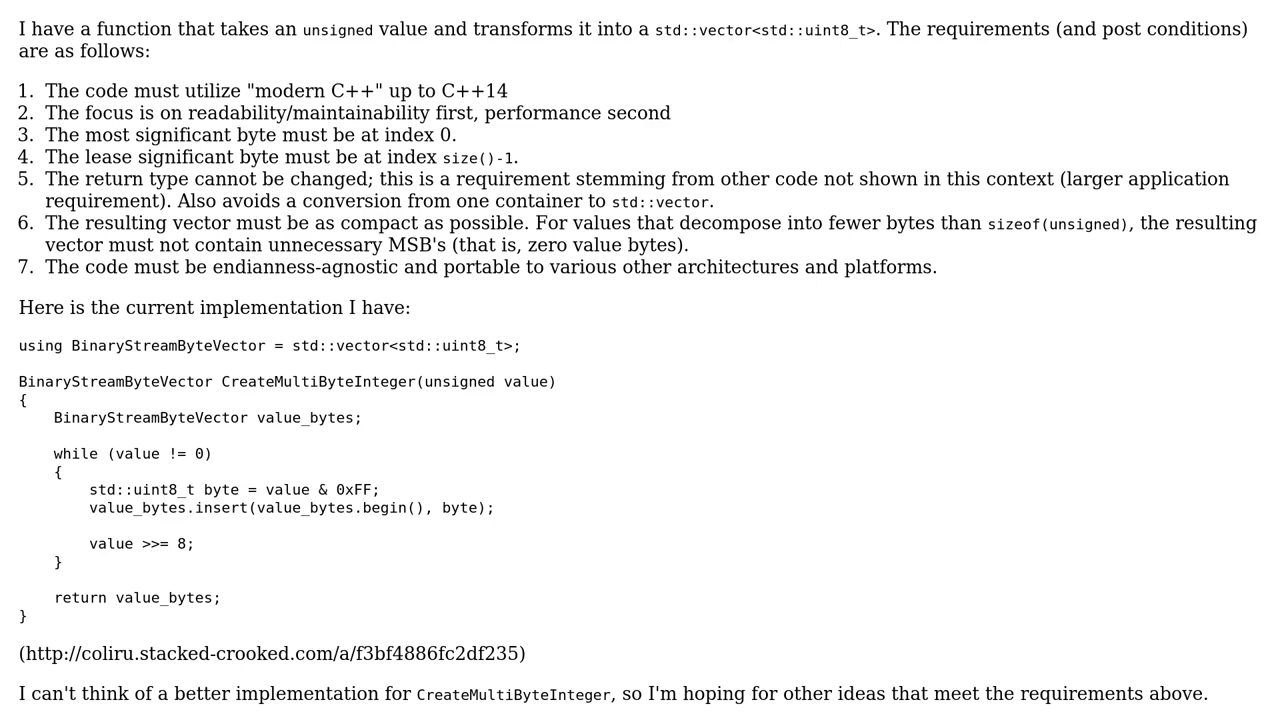 I have a function that takes an unsigned value and transforms it into a std::vector<std::uint8_t>. The requirements (and post conditions)
are as follows:
1. The code must utilize "modern C++" up to C++14
2. The focus is on readability/maintainability first, performance second
3. The most significant byte must be at index 0.
4. The lease significant byte must be at index size()-1.
5. The return type cannot be changed; this is a requirement stemming from other code not shown in this context (larger application
requirement). Also avoids a conversion from one container to std::vector.
6. The resulting vector must be as compact as possible. For values that decompose into fewer bytes than sizeof(unsigned), the resulting
vector must not contain unnecessary MSB's (that is, zero value bytes).
7. The code must be endianness-agnostic and portable to various other architectures and platforms.
Here is the current implementation I have:
using BinaryStreamByteVector = std::vector<std::uint8_t>;
BinaryStreamByteVector CreateMultiByteInteger(unsigned value)
{
    BinaryStreamByteVector value_bytes;
    while (value != 0)
    {
        std::uint8_t byte = value & 0xFF;
        value_bytes.insert(value_bytes.begin(), byte);
        value >>= 8;
    }
    return value_bytes;
}
(http://coliru.stacked-crooked.com/a/f3bf4886fc2df235)
I can't think of a better implementation for CreateMultiByteInteger, so I'm hoping for other ideas that meet the requirements above.